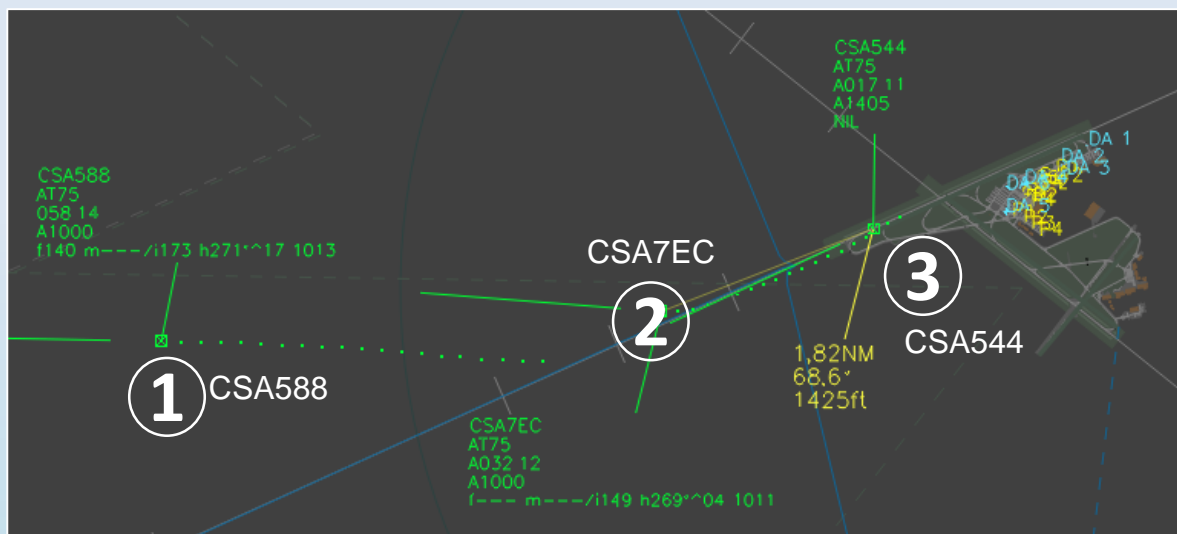 CSA544
AT75
A017 11
A1405
NIL
CSA588
AT75
058 14
A1000
f140 m---/i173 h271°^17 1013
1
CSA588
CSA7EC
2
CSA7EC
AT75
A032 12
A1000
f--- m---/i149 h269°^04 1011
3
CSA544
1,82NM
68.6°
1425ft
DA 1
DA 2
DA 3